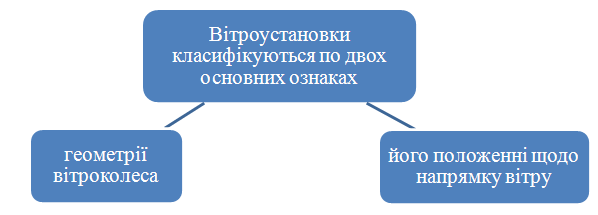 Вітроустановки
класифікуються по двох
основних ознаках
геометрії
вітроколеса
його положенні щодо
напрямку вітру